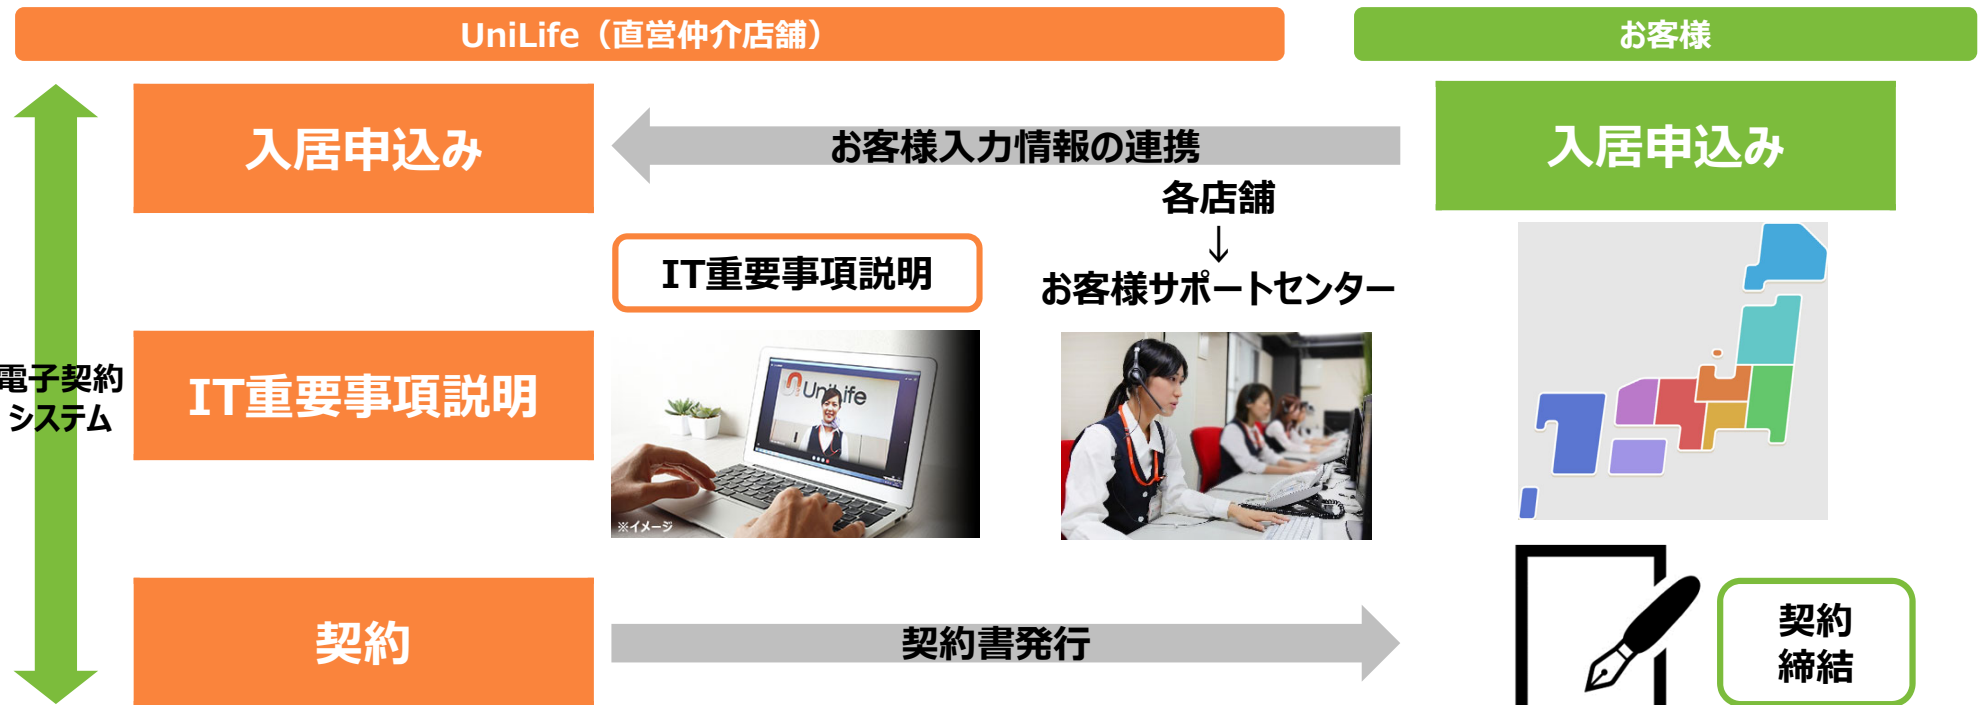 UniLife（直営仲介店舗）
お客様
入居申込み
お客様入力情報の連携
入居申込み
各店舗
↓
お客様サポートセンター
IT重要事項説明
電子契約
システム
IT重要事項説明
UniLife
※イメージ
契約
契約書発行
契約
締結